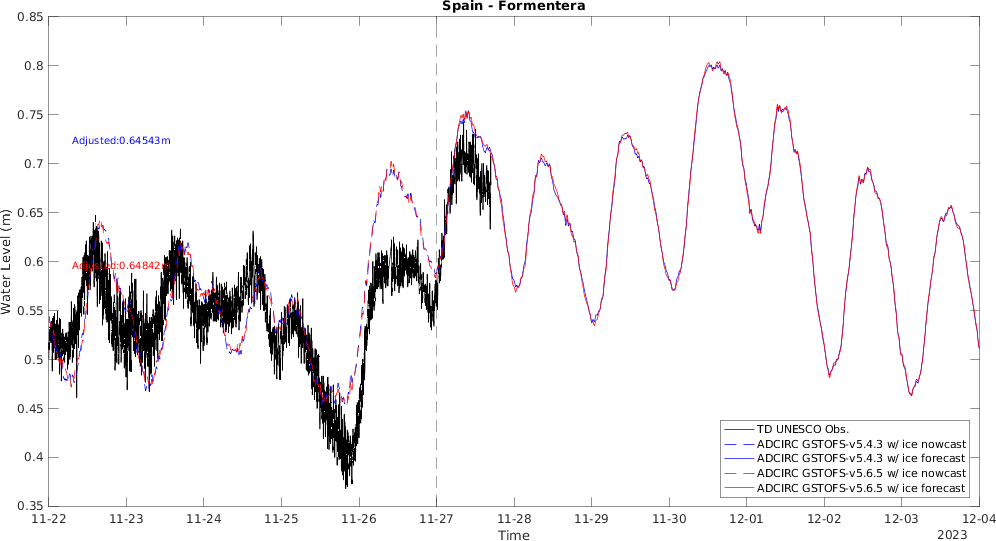 Spain - Formentera
0.85
0.8
0.75
0.7
0.65
0.6
0.55
0.5
0.45
0.4
0.35
Water Level (m)
Adjusted:0.64543m
Adjusted:0.64842m
TD UNESCO Obs.
ADCIRC GSTOFS-v5.4.3 w/ ice nowcast
ADCIRC GSTOFS-v5.4.3 w/ ice forecast
ADCIRC GSTOFS-v5.6.5 w/ ice nowcast
ADCIRC GSTOFS-v5.6.5 w/ ice forecast
11-22 11-23 11-24 11-25 11-26 11-27 11-28 11-29 11-30 12-01 12-02 12-03 12-04
Time
2023